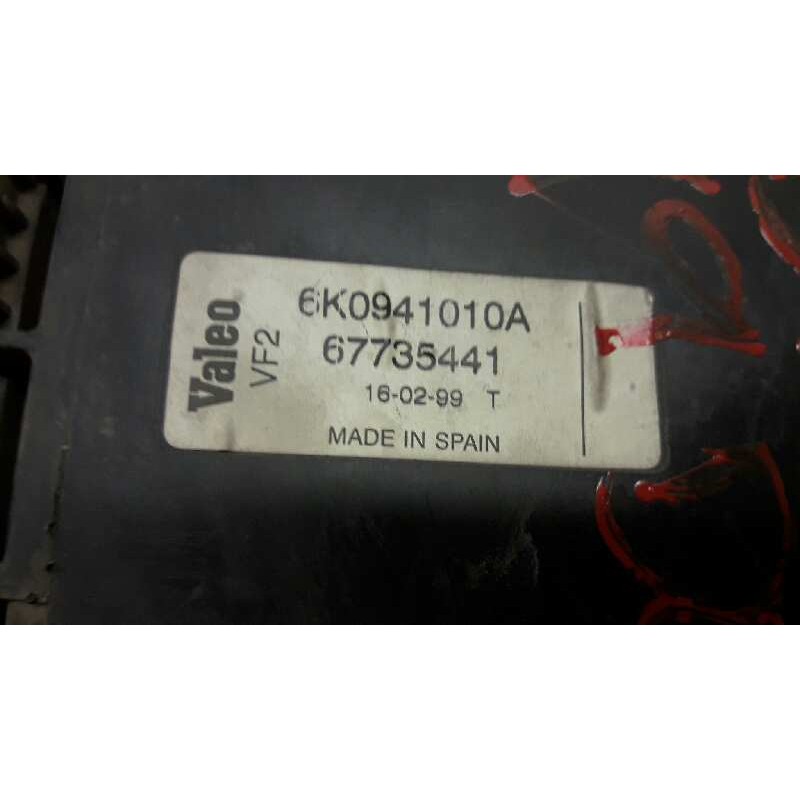 Valeo
VF2
6K0941010A
67735441
16-02-99 T
MADE IN SPAIN